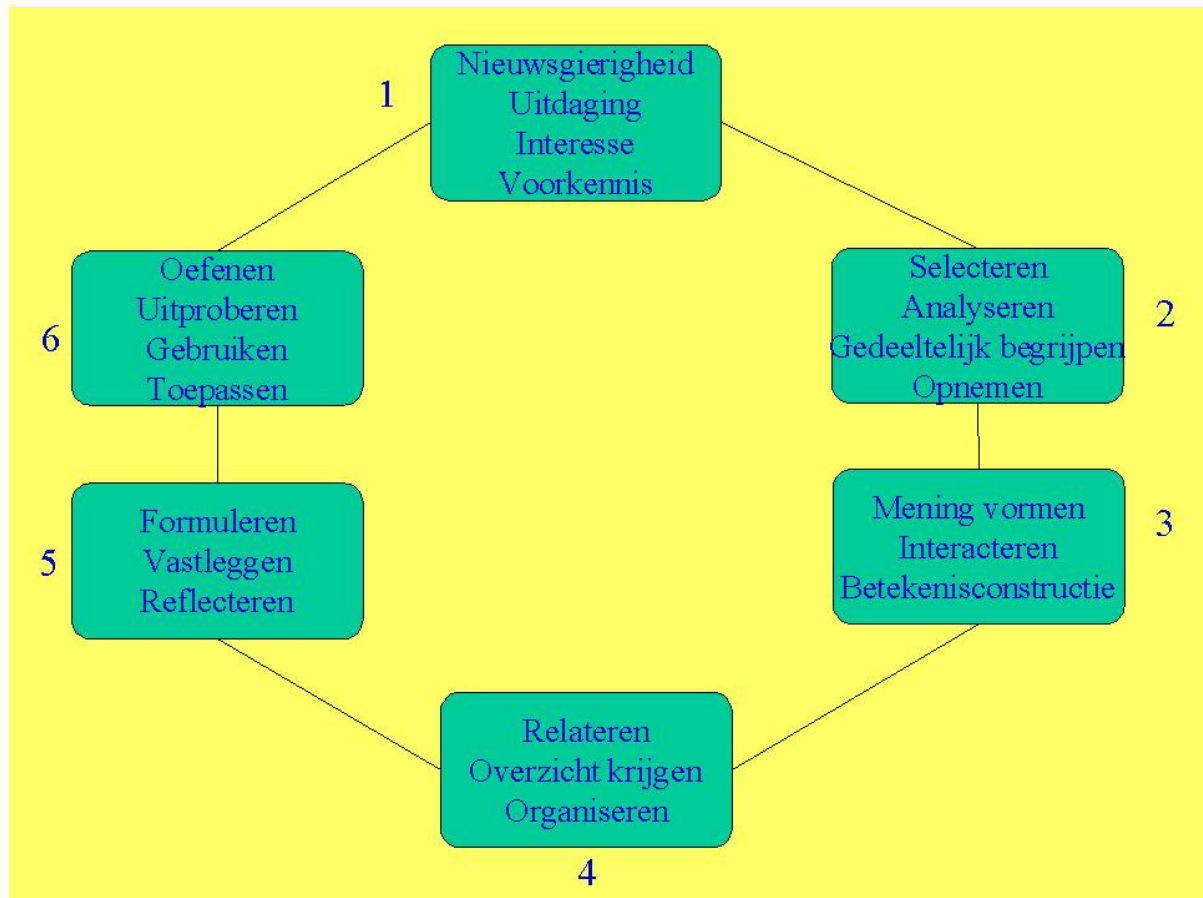 1
Nieuwsgierigheid
Uitdaging
Interesse
Voorkennis
2
Selecteren
Analyseren
Gedeeltelijk begrijpen
Opnemen
3
Mening vormen
Interacteren
Betekenisconstructie
4
Relateren
Overzicht krijgen
Organiseren
5
Formuleren
Vastleggen
Reflecteren
6
Oefenen
Uitproberen
Gebruiken
Toepassen